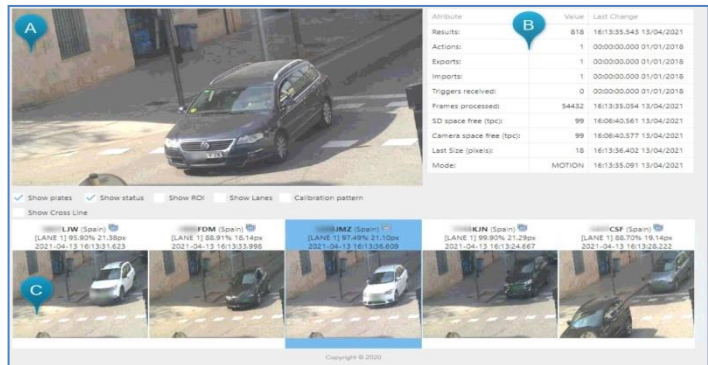 A
B
Attribute Value Last Change
Results: 818 16:13:35.543 13/04/2021
Actions: 1 00:00:00.000 01/01/2018
Exports: 1 00:00:00.000 01/01/2018
Imports: 1 00:00:00.000 01/01/2018
Triggers received: 0 00:00:00.000 01/01/2018
Frames processed: 54432 16:13:35.054 13/04/2021
SD space free (tpc): 99 16:06:40.561 13/04/2021
Camera space free (tpc): 99 16:06:40.577 13/04/2021
Last Size (pixels): 18 16:13:36.402 13/04/2021
Mode: MOTION 16:13:35.091 13/04/2021
Show plates Show status Show ROI Show Lanes Calibration pattern
Show Cross Line
LJW (Spain) FDM (Spain) JMZ (Spain) KJN (Spain) CSF (Spain)
[LANE 1] 95.90% 21.38px [LANE 1] 88.91% 18.14px [LANE 1] 97.49% 21.10px [LANE 1] 99.90% 21.29px [LANE 1] 88.70% 19.14px
2021-04-13 16:13:31.623 2021-04-13 16:13:33.998 2021-04-13 16:13:36.609 2021-04-13 16:13:24.667 2021-04-13 16:13:28.222
C
Copyright © 2020